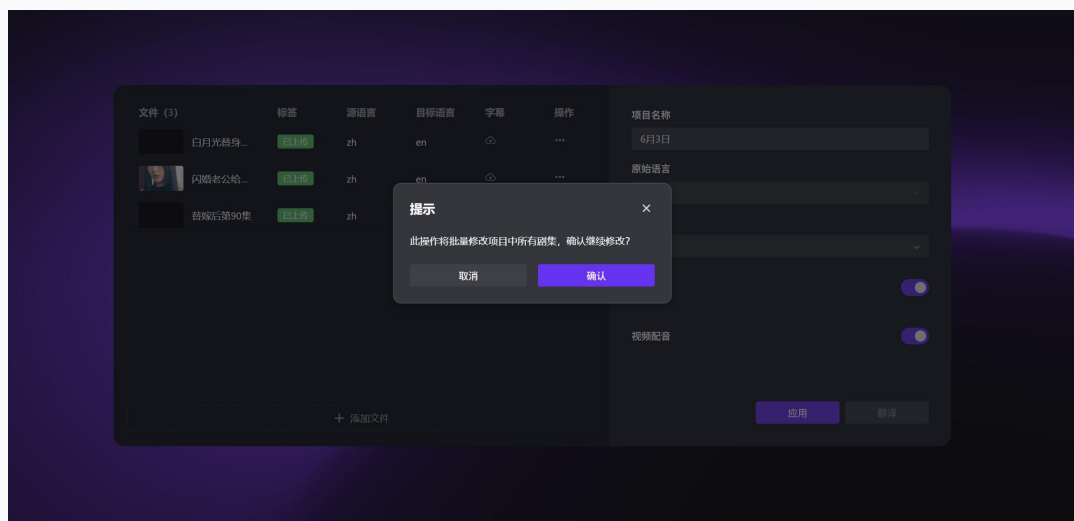 文件 (3) 标签 源语言 目标语言 字幕 操作
白月光替身... 已上传 zh en ...
闪婚老公给... 已上传 zh en ...
替嫁后第90集 已上传 zh
+ 添加文件
项目名称
6月3日
原始语言
视频配音
应用 翻译
提示
此操作将批量修改项目中所有剧集，确认继续修改?
取消 确认